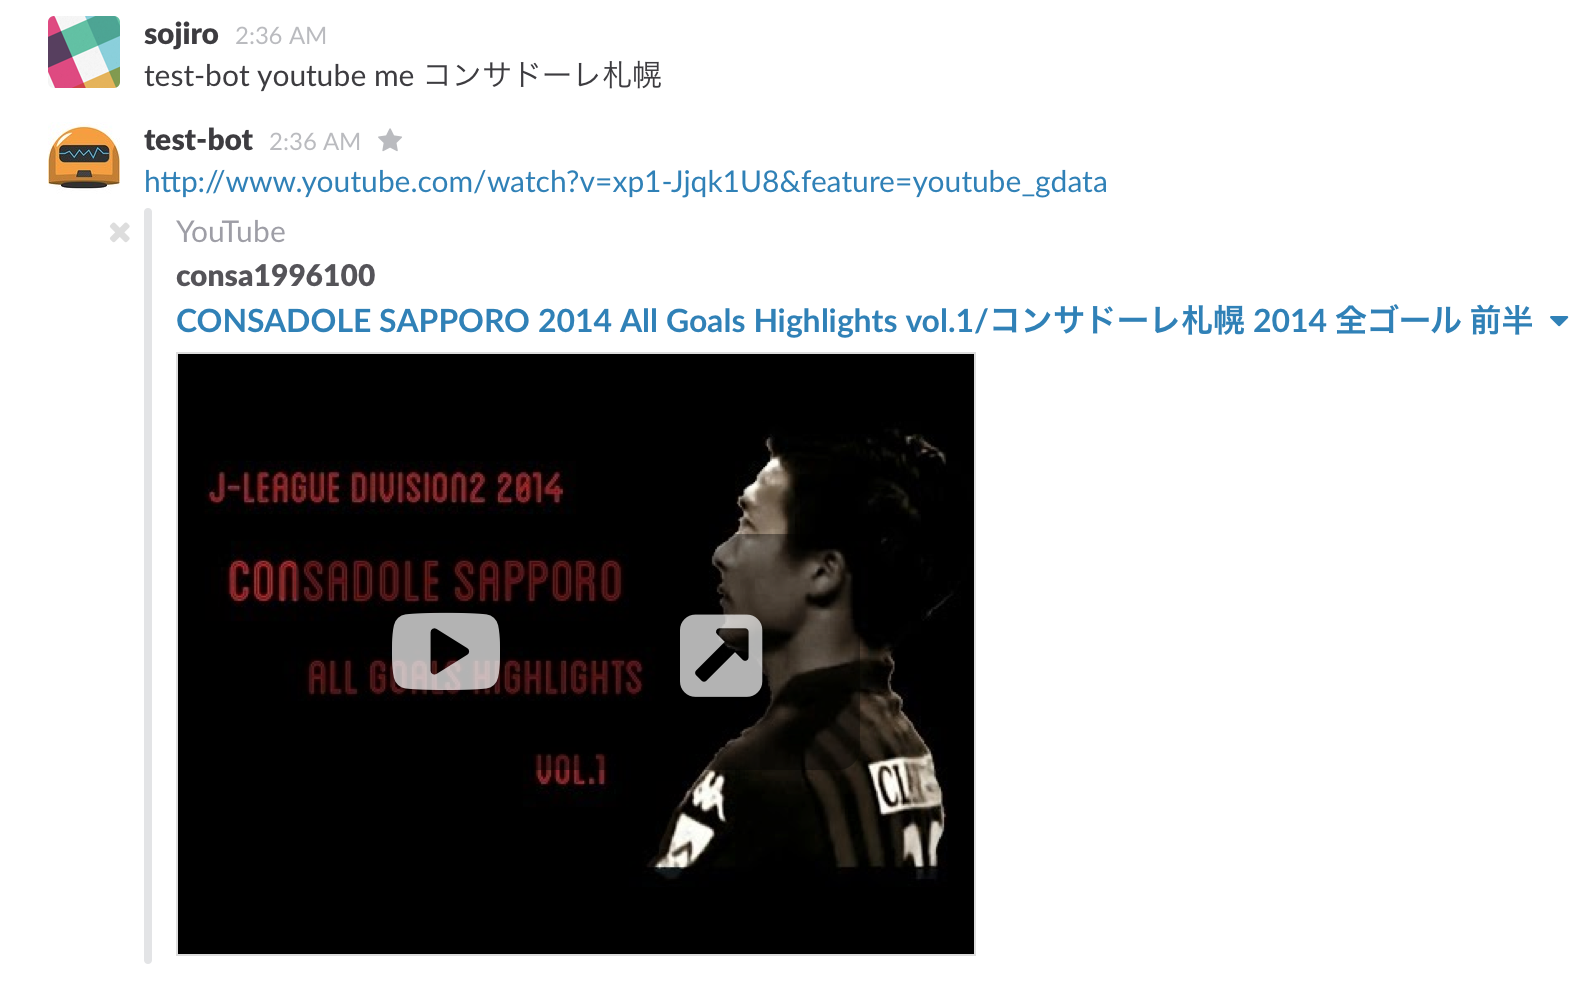 sojiro 2:36 AM
test-bot youtube me コンサドーレ札幌
test-bot 2:36 AM
http://www.youtube.com/watch?v=xp1-Jjqk1U8&feature=youtube_gdata
YouTube
consa1996100
CONSADOLE SAPPORO 2014 All Goals Highlights vol.1/コンサドーレ札幌 2014 全ゴール 前半
J-LEAGUE DIVISION2 2014
CONSADOLE SAPPORO
ALL GOALS HIGHLIGHTS
VOL.1